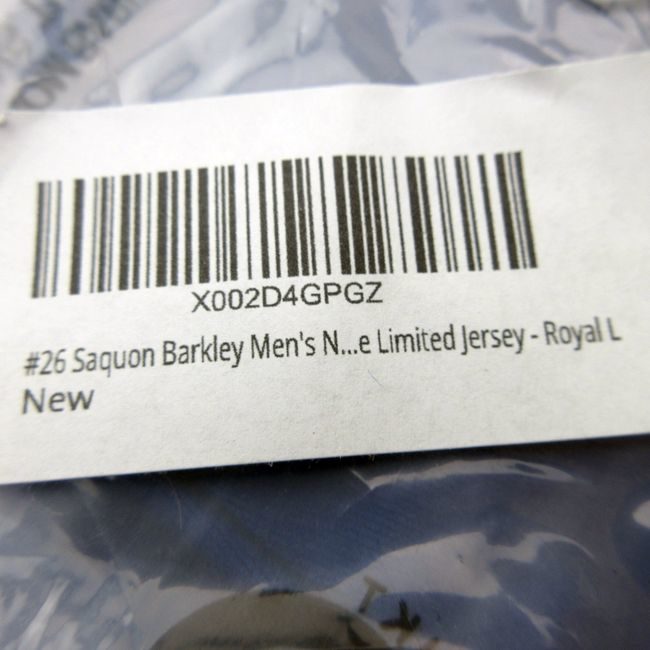 X002D4GPGZ
#26 Saquon Barkley Men's N...e Limited Jersey - Royal L
New